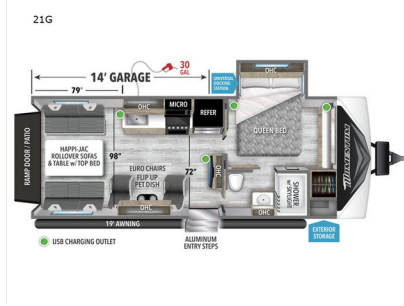 21G
30
GAL
14' GARAGE
79"
UNIVERSAL
DOCKING
STATION
OHC
OHC
MICRO
REFER
QUEEN BED
RAMP DOOR / PATIO
HAPPI-JAC
ROLLOVER SOFAS
& TABLE w/ TOP BED
98"
EURO CHAIRS
FLIP UP
PET DISH
72"
OHC
OHC
OHC
SHOWER
w/ SKYLIGHT
MOMENTUM
19' AWNING
USB CHARGING OUTLET
ALUMINUM
ENTRY STEPS
EXTERIOR
STORAGE